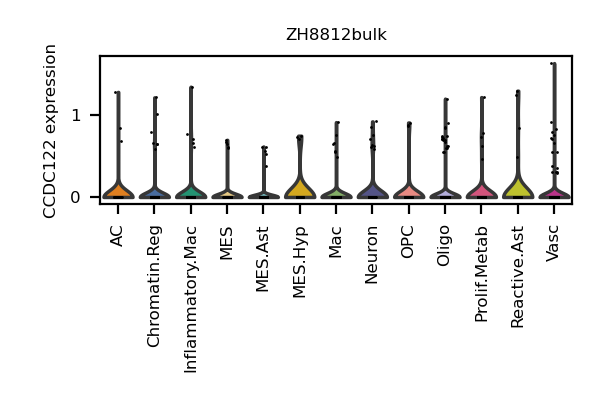 ZH8812bulk
CCDC122 expression
1
0
AC
Chromatin.Reg
Inflammatory.Mac
MES
MES.Ast
MES.Hyp
Mac
Neuron
OPC
Oligo
Prolif.Metab
Reactive.Ast
Vasc